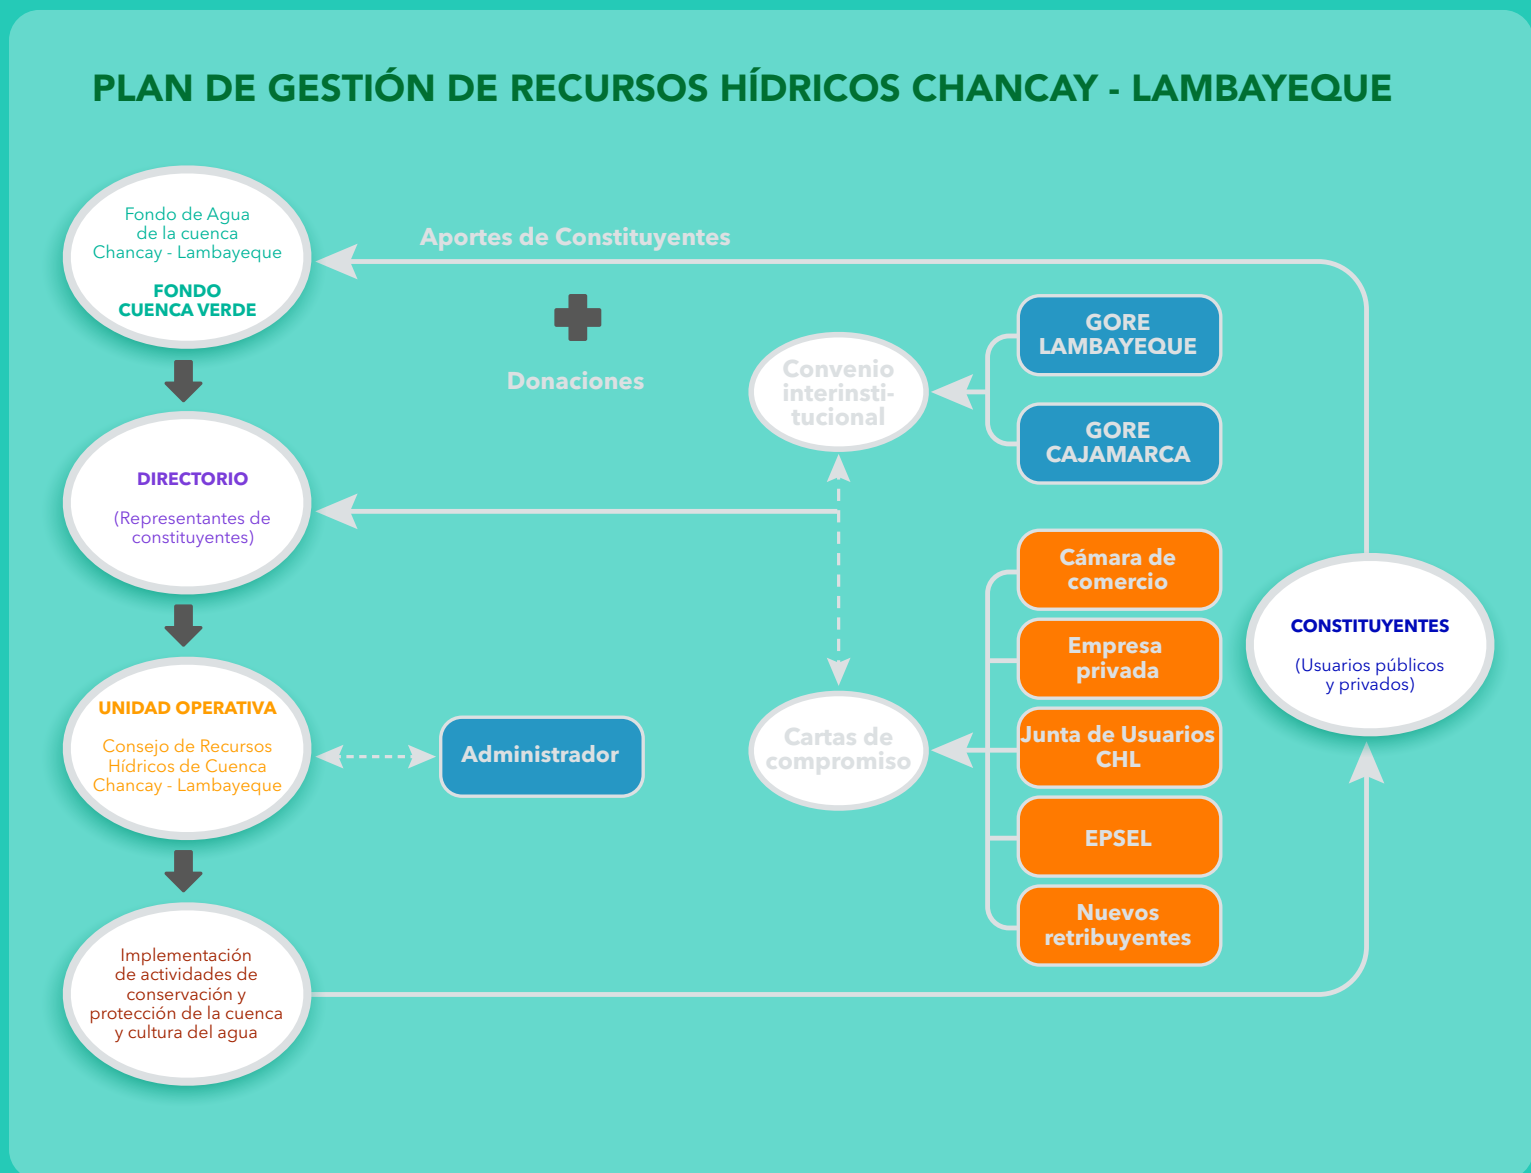 PLAN DE GESTIÓN DE RECURSOS HÍDRICOS CHANCAY - LAMBAYEQUE
Fondo de Agua
de la cuenca
Chancay - Lambayeque
FONDO
CUENCA VERDE
Aportes de Constituyentes
Donaciones
DIRECTORIO
(Representantes de
constituyentes)
UNIDAD OPERATIVA
Consejo de Recursos
Hídricos de Cuenca
Chancay - Lambayeque
Administrador
Implementación
de actividades de
conservación y
protección de la cuenca
y cultura del agua
Convenio
interinsti-
tucional
GORE
LAMBAYEQUE
GORE
CAJAMARCA
Cartas de
compromiso
Cámara de
comercio
Empresa
privada
Junta de Usuarios
CHL
EPSEL
Nuevos
retribuyentes
CONSTITUYENTES
(Usuarios públicos
y privados)